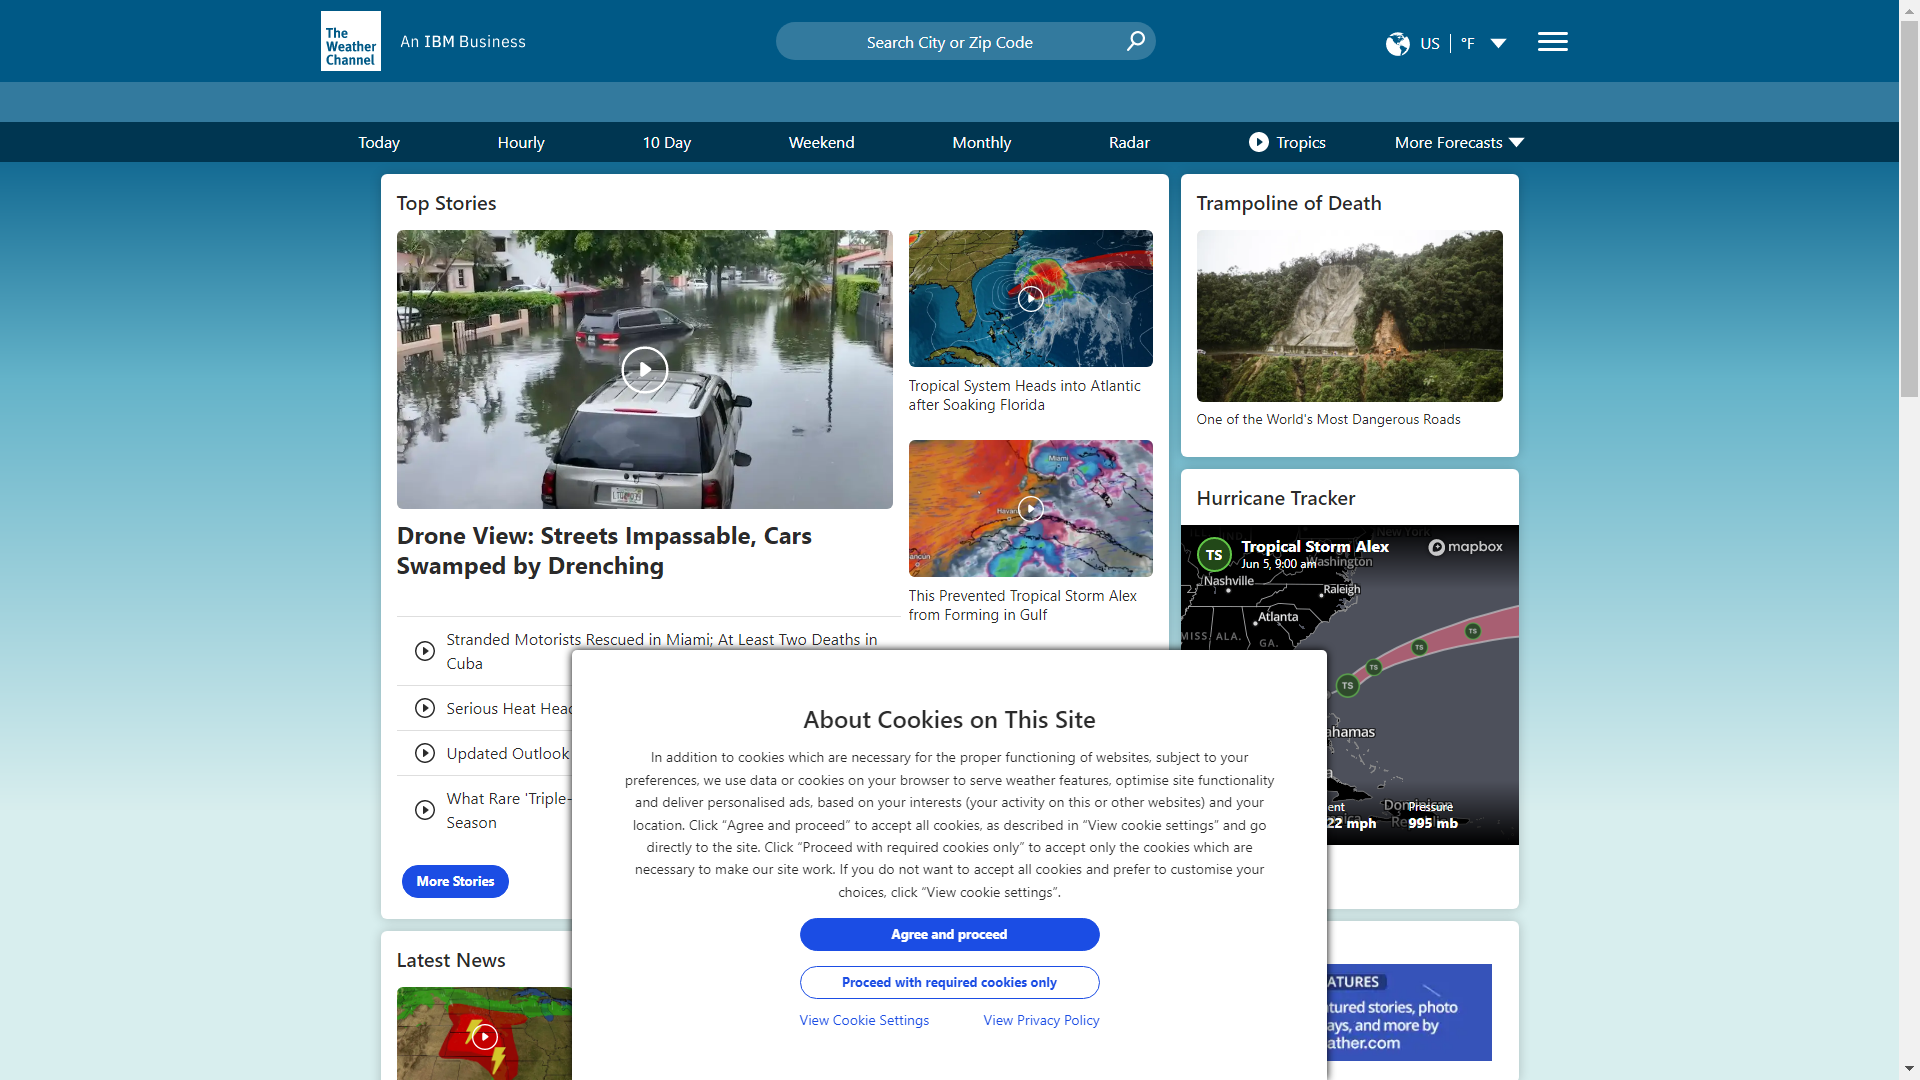 The
Weather
Channel
An IBM Business
Search City or Zip Code
US
°F
Today
Hourly
10 Day
Weekend
Monthly
Radar
Tropics
More Forecasts
Top Stories
Drone View: Streets Impassable, Cars
Swamped by Drenching
Tropical System Heads into Atlantic
after Soaking Florida
Miami
Havan
ancun
This Prevented Tropical Storm Alex
from Forming in Gulf
Stranded Motorists Rescued in Miami; At Least Two Deaths in
Cuba
Serious Heat Head
Updated Outlook
What Rare 'Triple-
Season
More Stories
Latest News
Trampoline of Death
One of the World's Most Dangerous Roads
Hurricane Tracker
TS
Tropical Storm Alex
Jun 5, 9:00 am
mapbox
New York
Washington
Nashville
Raleigh
Atlanta
MISS.
ALA.
GA.
TS
TS
TS
TS
ahamas
Dominican
ent
22 mph
Pressure
995 mb
ATURES
tured stories, photo
ays, and more by
ather.com
About Cookies on This Site
In addition to cookies which are necessary for the proper functioning of websites, subject to your
preferences, we use data or cookies on your browser to serve weather features, optimise site functionality
and deliver personalised ads, based on your interests (your activity on this or other websites) and your
location. Click “Agree and proceed” to accept all cookies, as described in “View cookie settings” and go
directly to the site. Click “Proceed with required cookies only” to accept only the cookies which are
necessary to make our site work. If you do not want to accept all cookies and prefer to customise your
choices, click “View cookie settings”.
Agree and proceed
Proceed with required cookies only
View Cookie Settings
View Privacy Policy